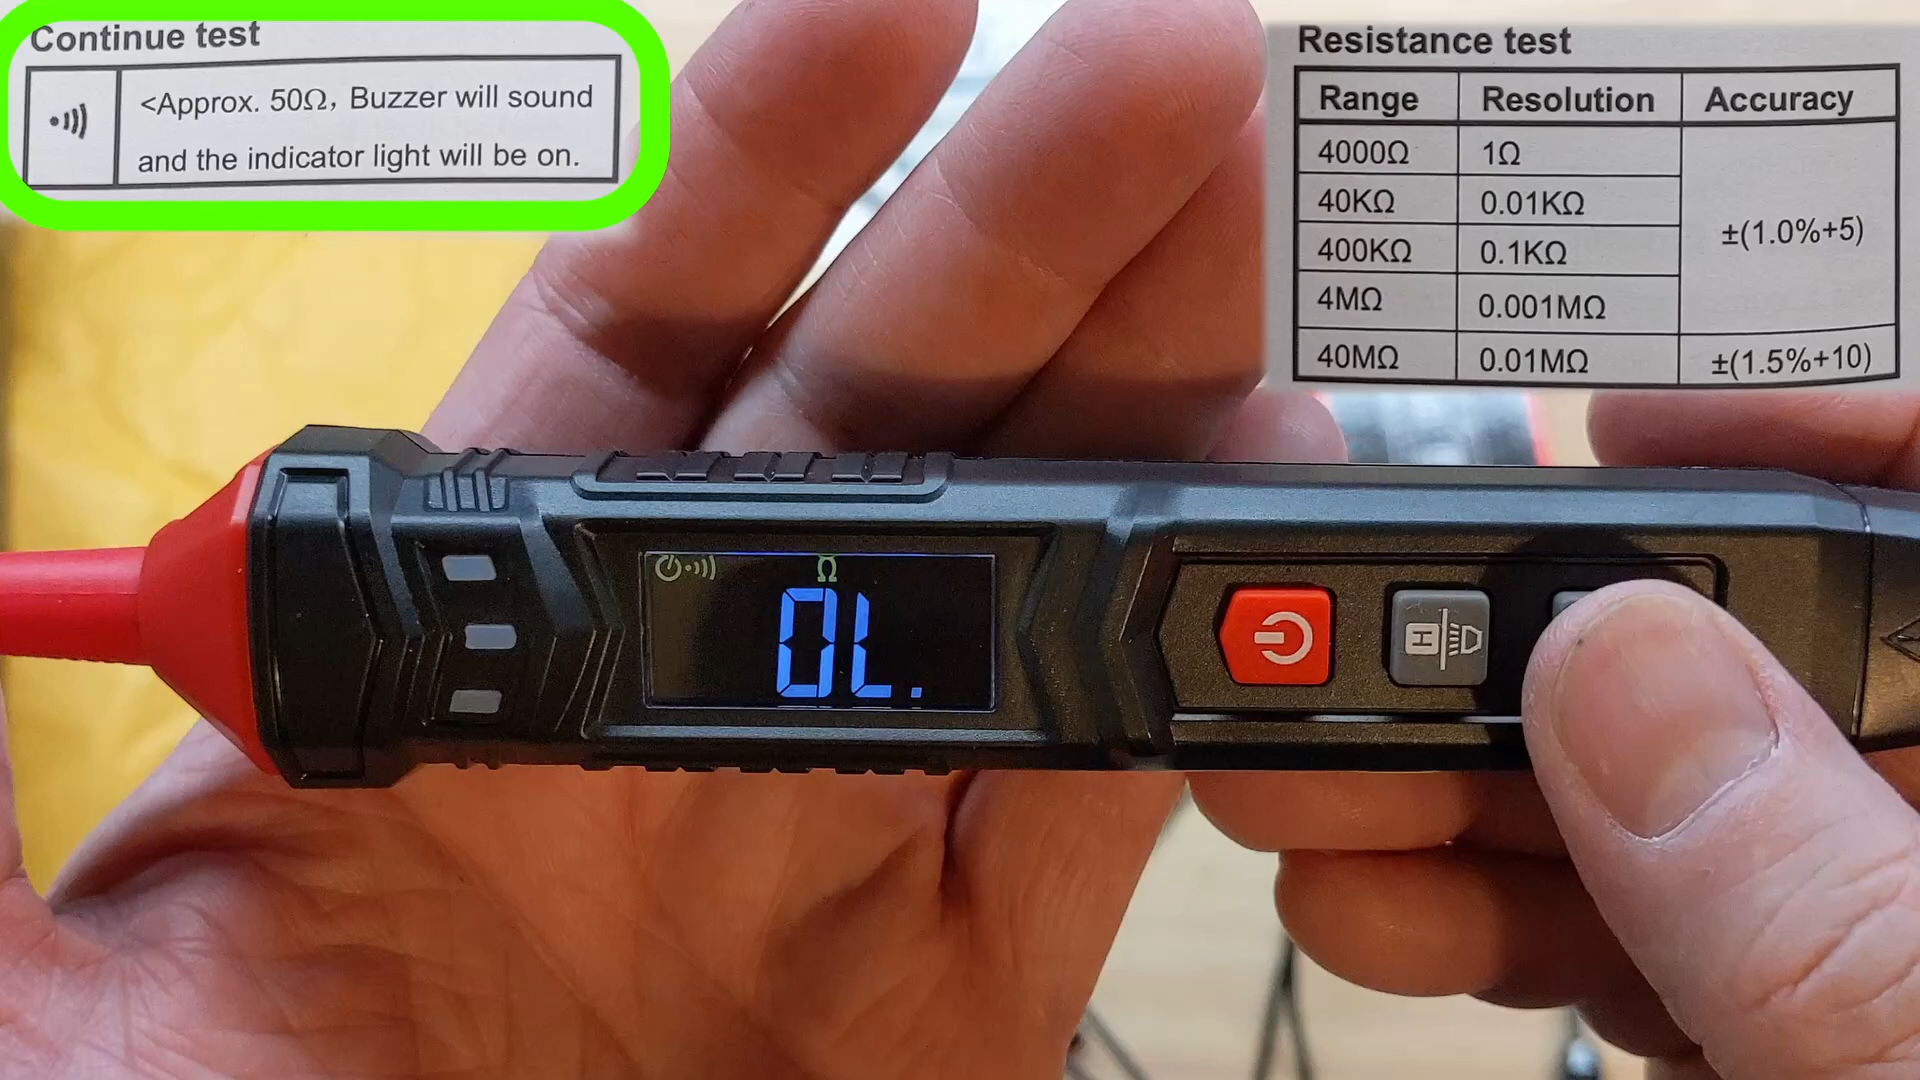 Continue test
<Approx. 50Ω, Buzzer will sound
and the indicator light will be on.
Resistance test
Range Resolution Accuracy
4000Ω 1Ω
40KΩ 0.01KΩ
±(1.0%+5)
400KΩ 0.1KΩ
4MΩ 0.001MΩ
40MΩ 0.01MΩ ±(1.5%+10)
Ω
OL.
H